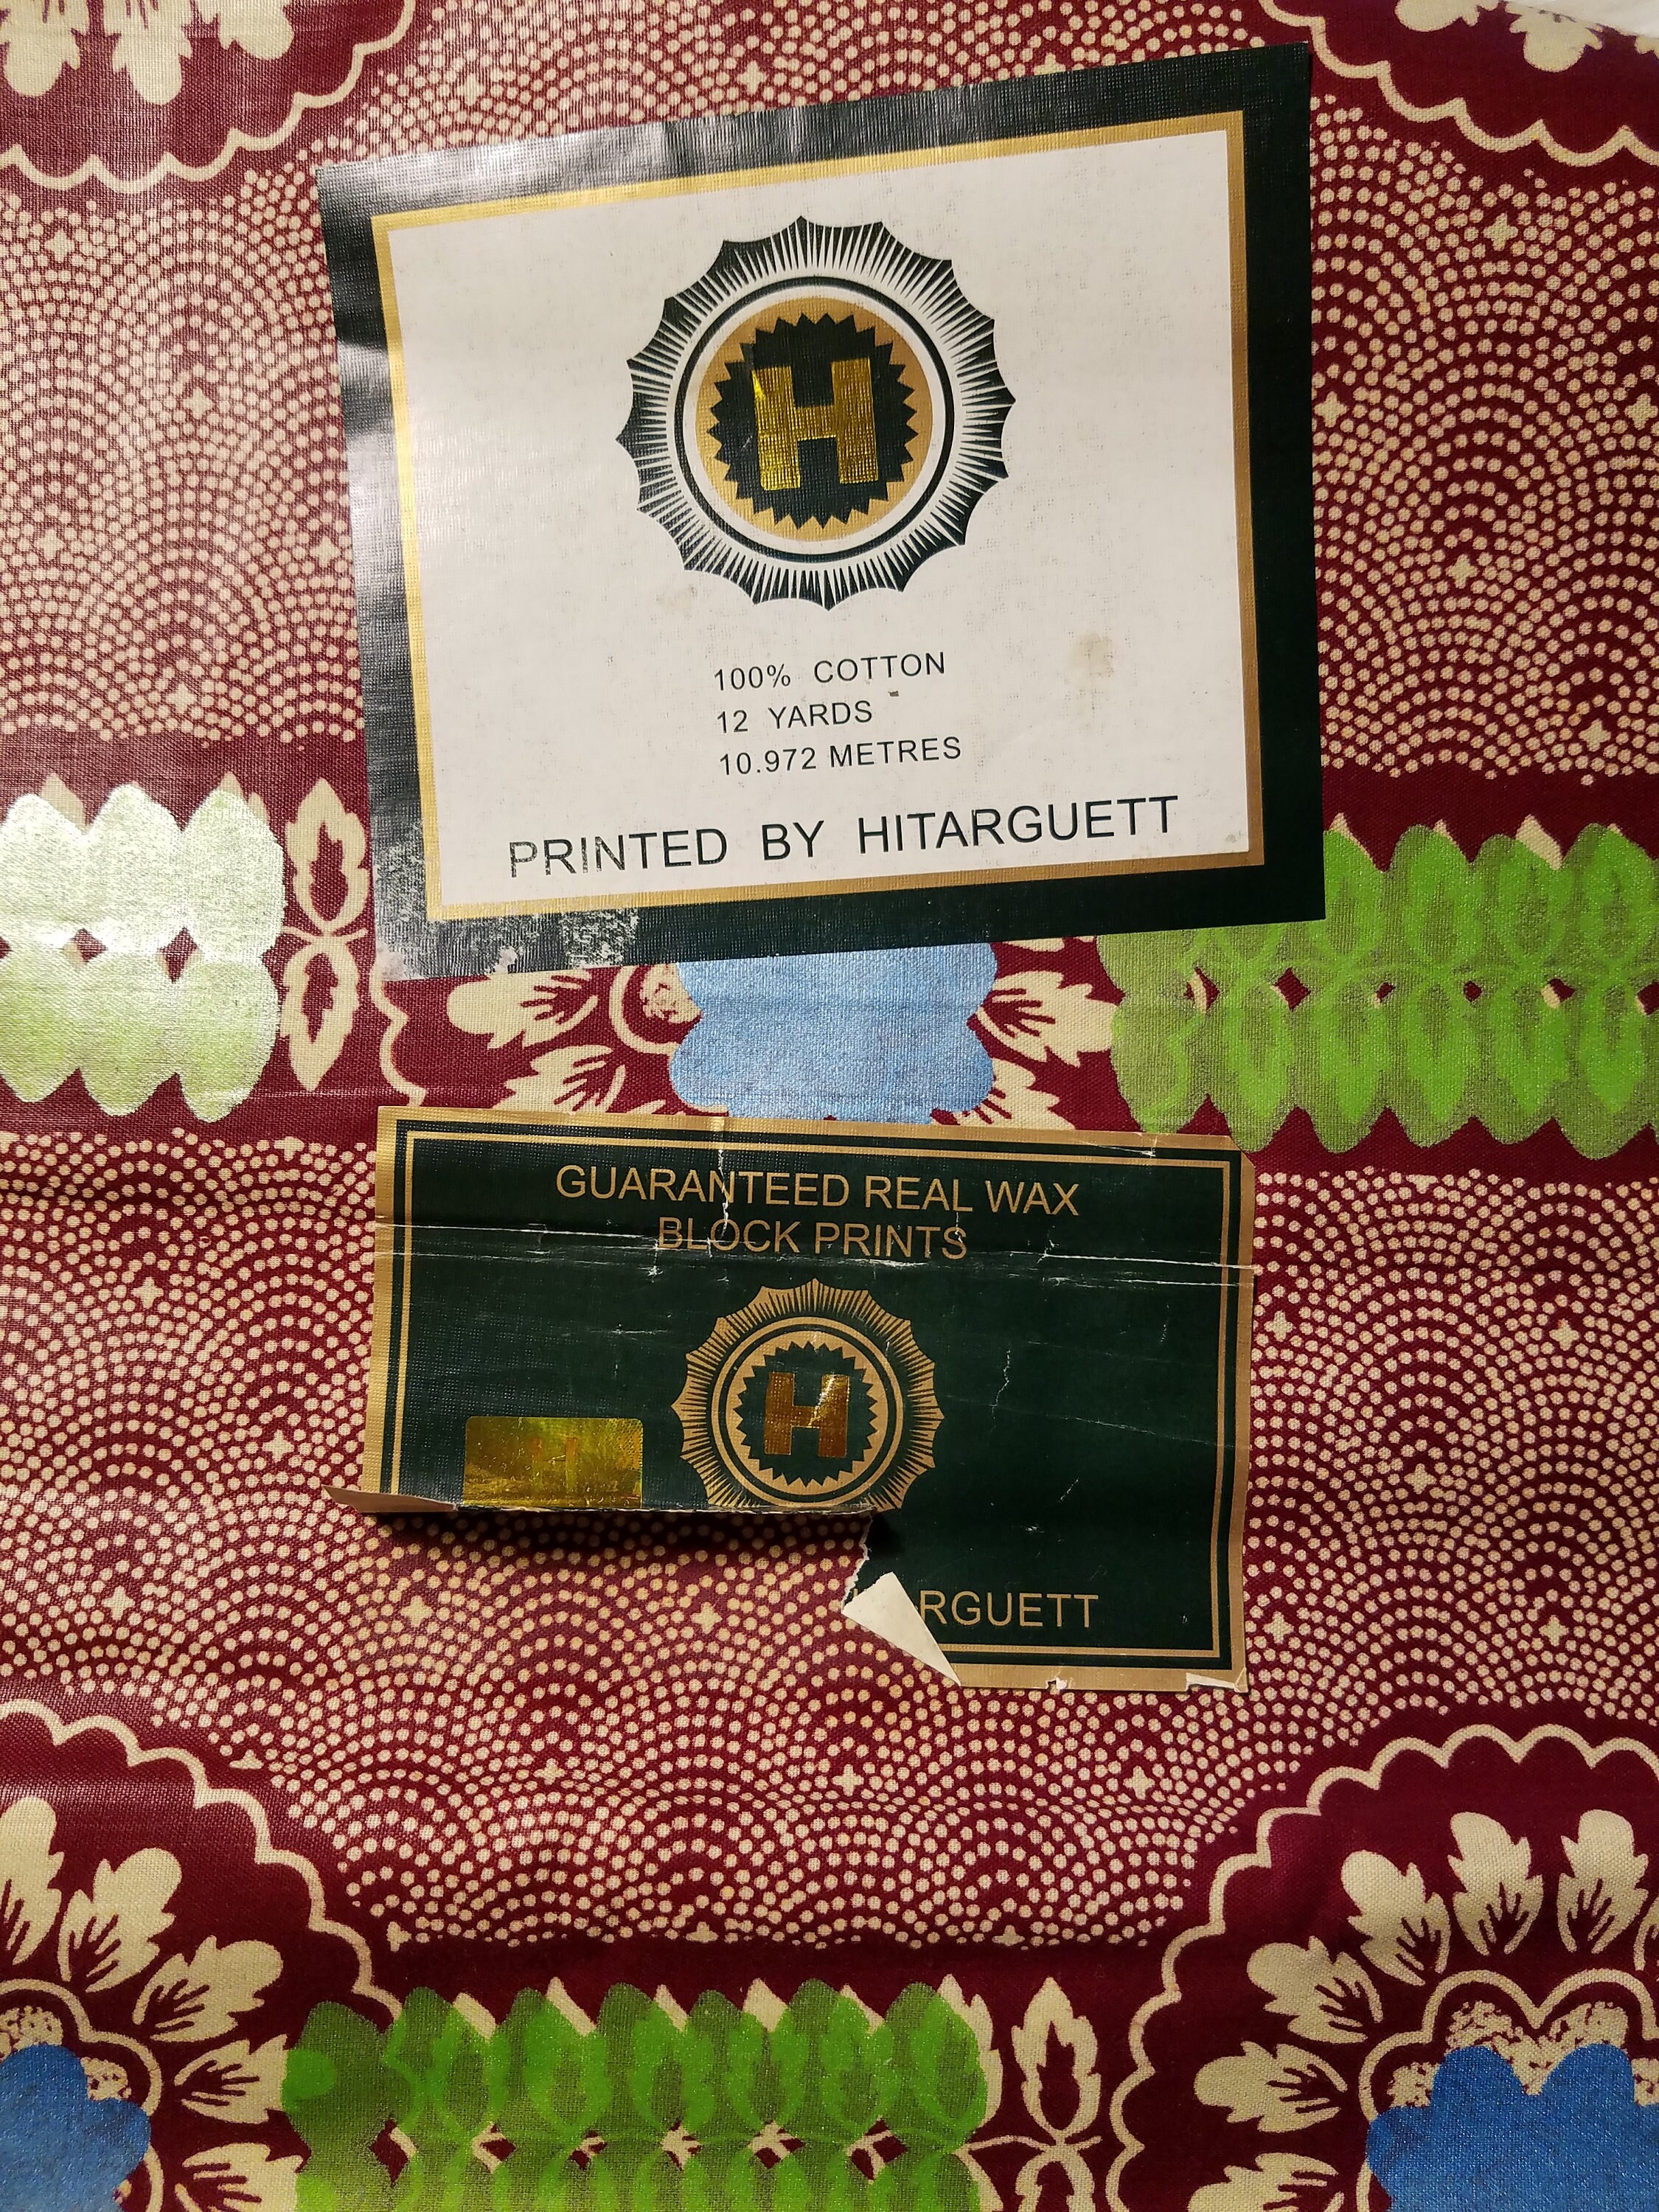 H
100% COTTON
12 YARDS
10.972 METRES
PRINTED BY HITARGUETT
GUARANTEED REAL WAX
BLOCK PRINTS
H
H
RGUETT